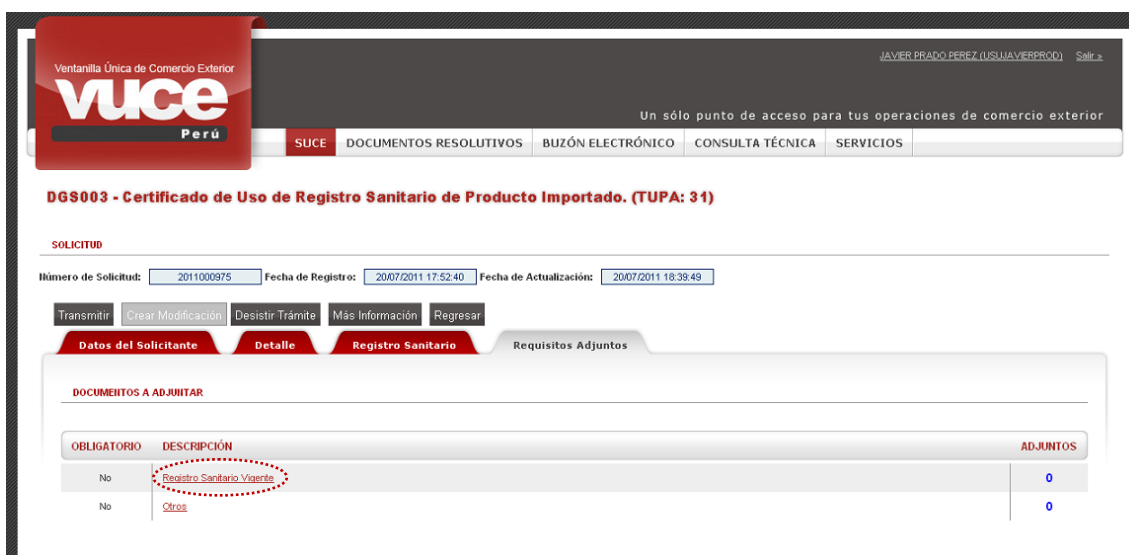 Ventanilla Única de Comercio Exterior
vuce
Perú
JAVIER PRADO PEREZ (USUJAVIERPROD) Salir »
Un sólo punto de acceso para tus operaciones de comercio exterior
SUCE DOCUMENTOS RESOLUTIVOS BUZÓN ELECTRÓNICO CONSULTA TÉCNICA SERVICIOS
DGS003 - Certificado de Uso de Registro Sanitario de Producto Importado. (TUPA: 31)
SOLICITUD
Número de Solicitud: 2011000975 Fecha de Registro: 20/07/2011 17:52:40 Fecha de Actualización: 20/07/2011 18:39:49
Transmitir Crear Modificación Desistir Trámite Más Información Regresar
Datos del Solicitante Detalle Registro Sanitario Requisitos Adjuntos
DOCUMENTOS A ADJUNTAR
OBLIGATORIO DESCRIPCIÓN ADJUNTOS
No Registro Sanitario Vigente 0
No Otros 0